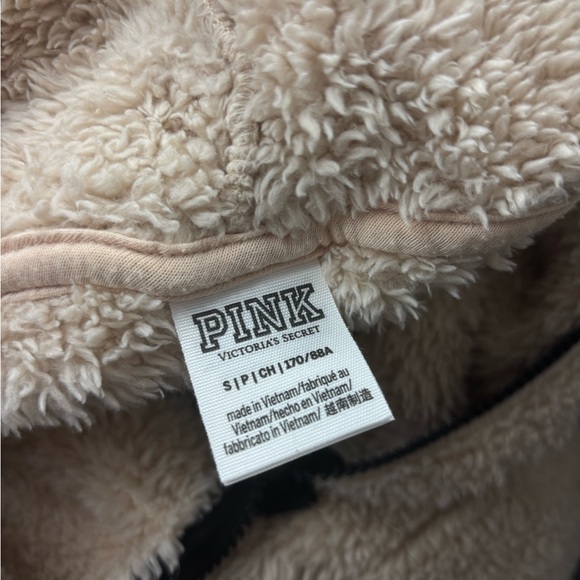 PINK
VICTORIA'S SECRET
S | P | CH | 170/88A
made in Vietnam/fabriqué au
Vietnam/hecho en Vietnam/
fabbricato in Vietnam/ 越南制造